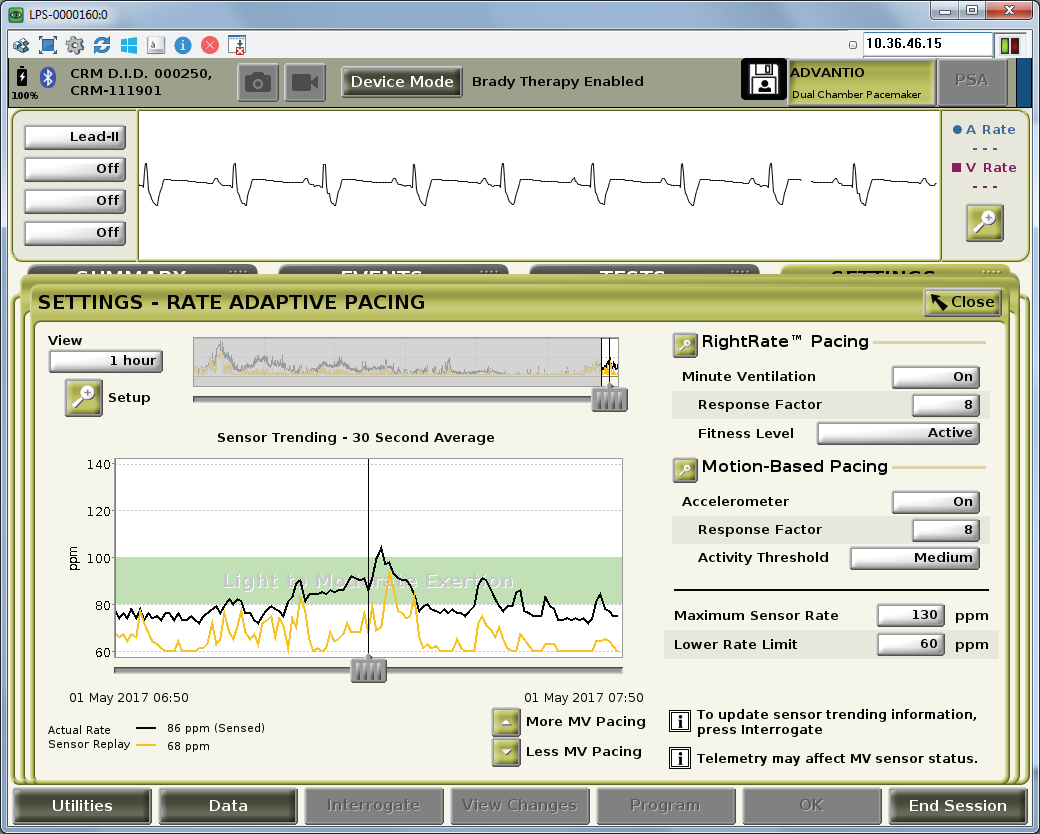 LPS-0000160:0
a
10.36.46.15
100%
CRM D.I.D. 000250,
CRM-111901
Device Mode
Brady Therapy Enabled
ADVANTIO
Dual Chamber Pacemaker
PSA
Lead-II
Off
Off
Off
A Rate
- - -
V Rate
- - -
SUMMARY
EVENTS
TESTS
SETTINGS
SETTINGS - RATE ADAPTIVE PACING
Close
View
1 hour
Setup
Sensor Trending - 30 Second Average
140
120
100
80
60
ppm
Light to Moderate Exertion
01 May 2017 06:50
01 May 2017 07:50
Actual Rate
86 ppm (Sensed)
Sensor Replay
68 ppm
More MV Pacing
Less MV Pacing
RightRate™ Pacing
Minute Ventilation
On
Response Factor
8
Fitness Level
Active
Motion-Based Pacing
Accelerometer
On
Response Factor
8
Activity Threshold
Medium
Maximum Sensor Rate
130
ppm
Lower Rate Limit
60
ppm
To update sensor trending information,
press Interrogate
Telemetry may affect MV sensor status.
Utilities
Data
Interrogate
View Changes
Program
OK
End Session